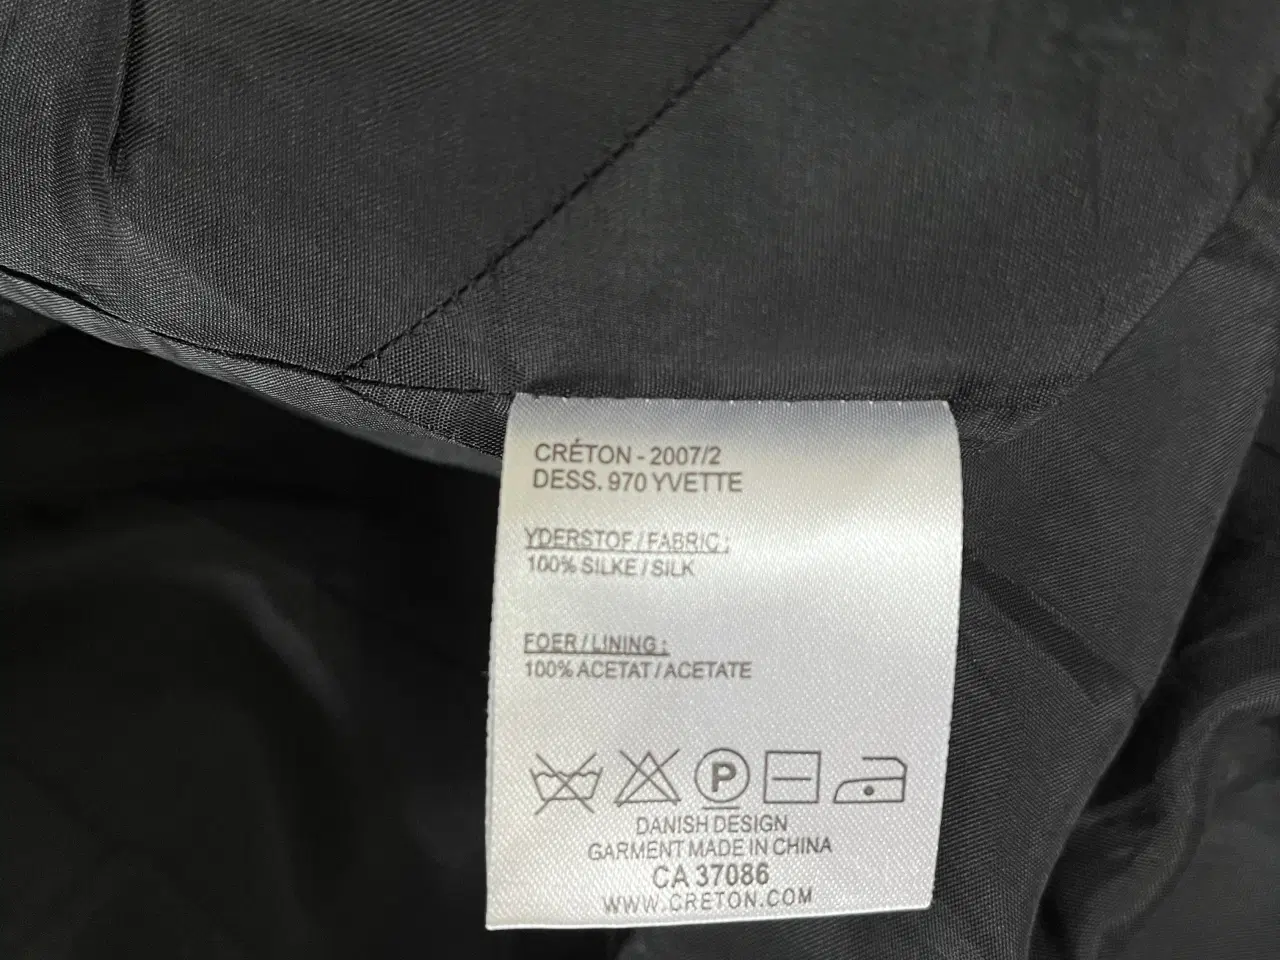 CRÉTON - 2007/2
DESS. 970 YVETTE
YDERSTOF / FABRIC :
100% SILKE / SILK
FOER / LINING :
100% ACETAT / ACETATE
P
DANISH DESIGN
GARMENT MADE IN CHINA
CA 37086
WWW.CRETON.COM